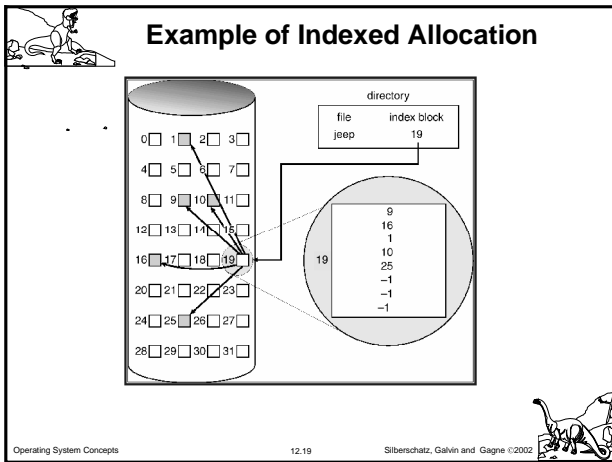 Example of Indexed Allocation
directory
file index block
jeep 19
0 1 2 3
4 5 6 7
8 9 10 11
12 13 14 15
16 17 18 19
20 21 22 23
24 25 26 27
28 29 30 31
19
9
16
1
10
25
–1
–1
–1
Operating System Concepts 12.19 Silberschatz, Galvin and Gagne ©2002